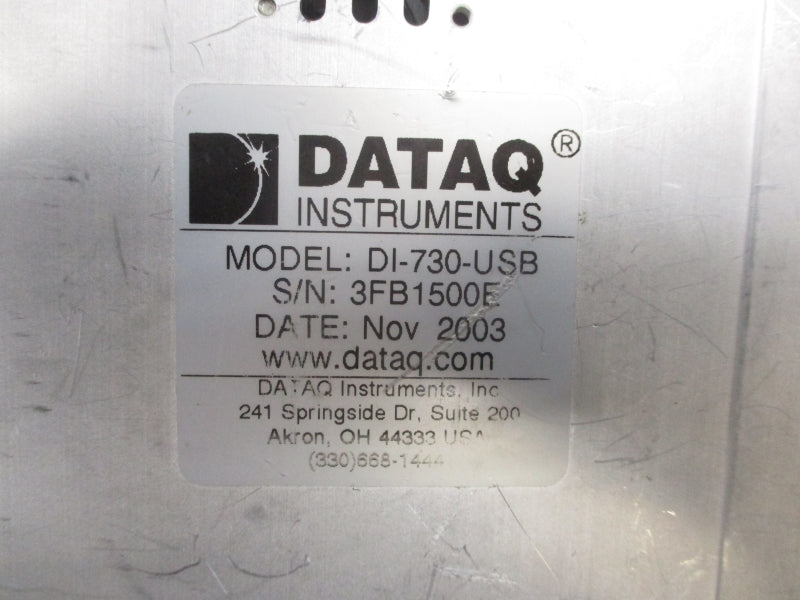 DATAQ®
INSTRUMENTS
MODEL: DI-730-USB
S/N: 3FB1500E
DATE: Nov 2003
www.dataq.com
DATAQ Instruments, Inc
241 Springside Dr, Suite 200
Akron, OH 44333 USA
(330)668-1444